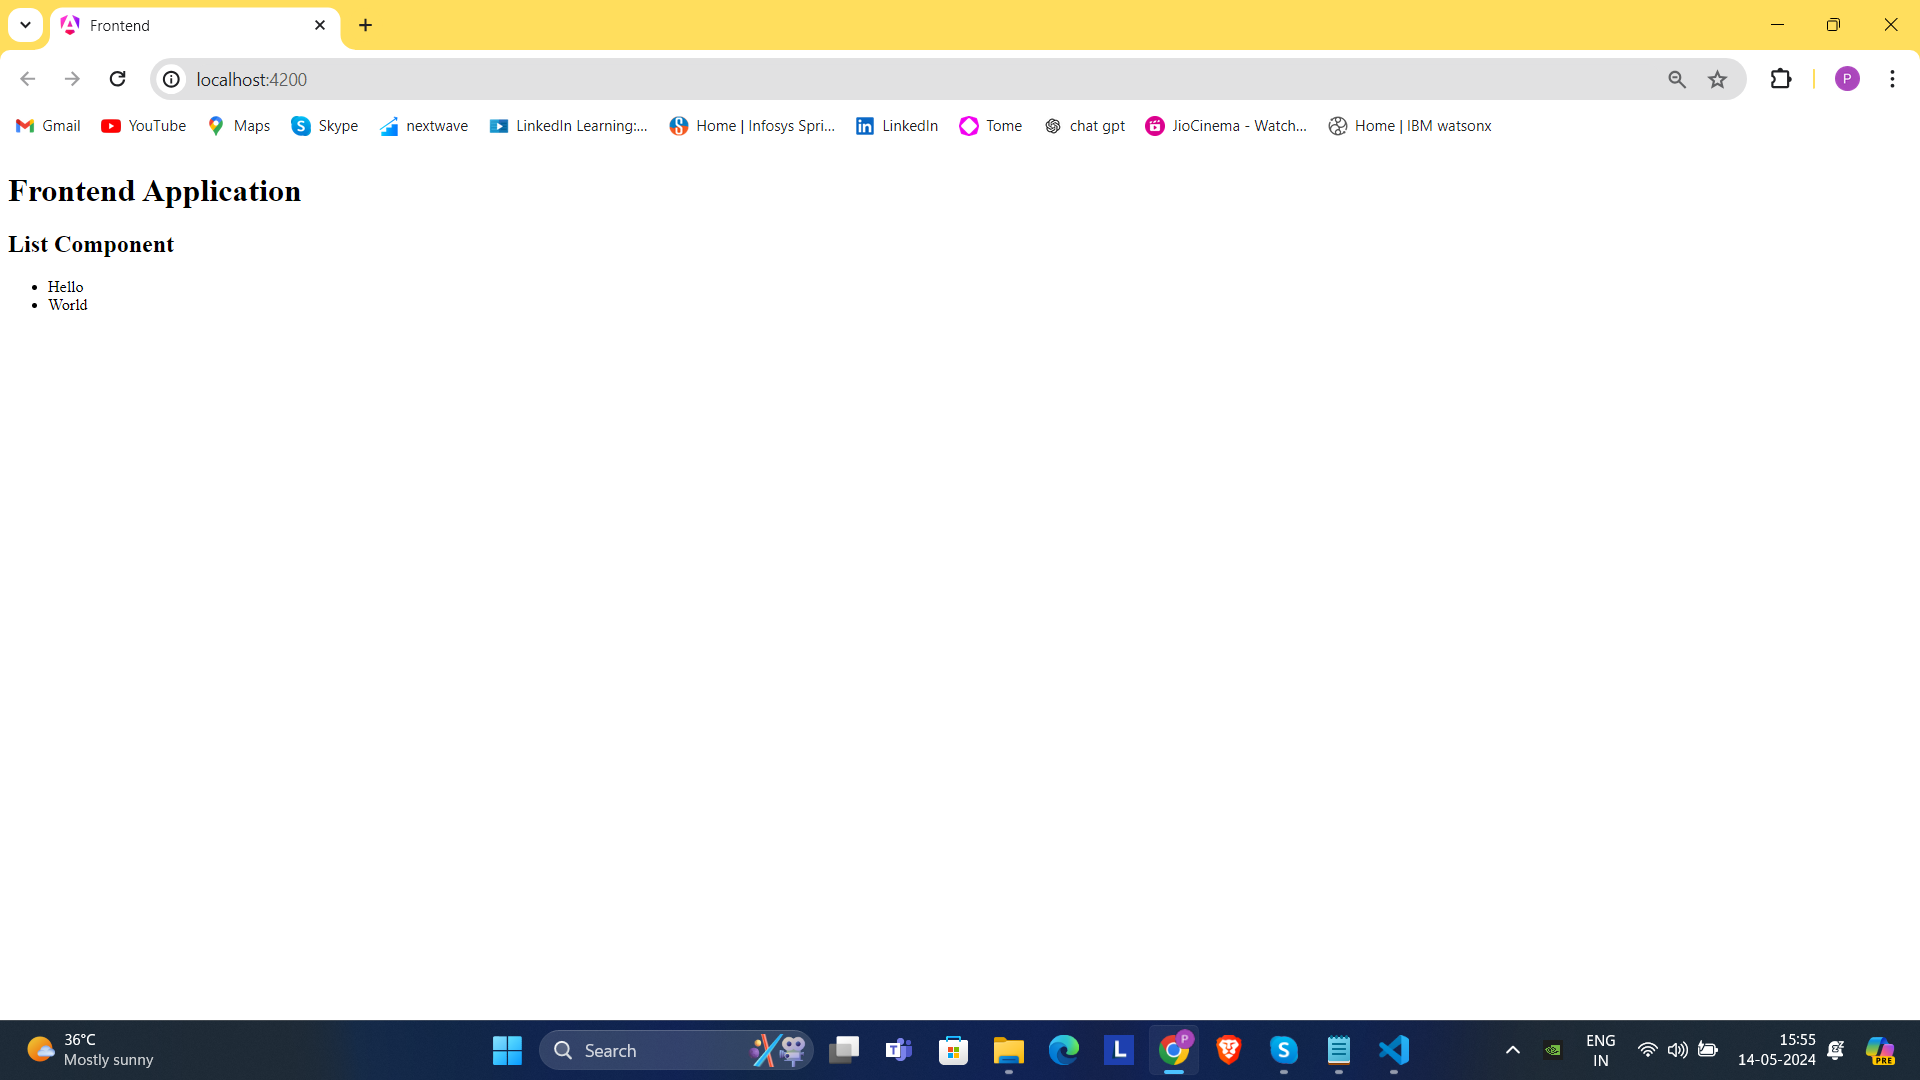 Frontend
localhost:4200
P
Gmail YouTube Maps Skype nextwave LinkedIn Learning:... Home | Infosys Spri... LinkedIn Tome chat gpt JioCinema - Watch... Home | IBM watsonx
Frontend Application
List Component
Hello
World
36°C
Mostly sunny
Search
L
P
S
ENG
IN
15:55
14-05-2024
PRE